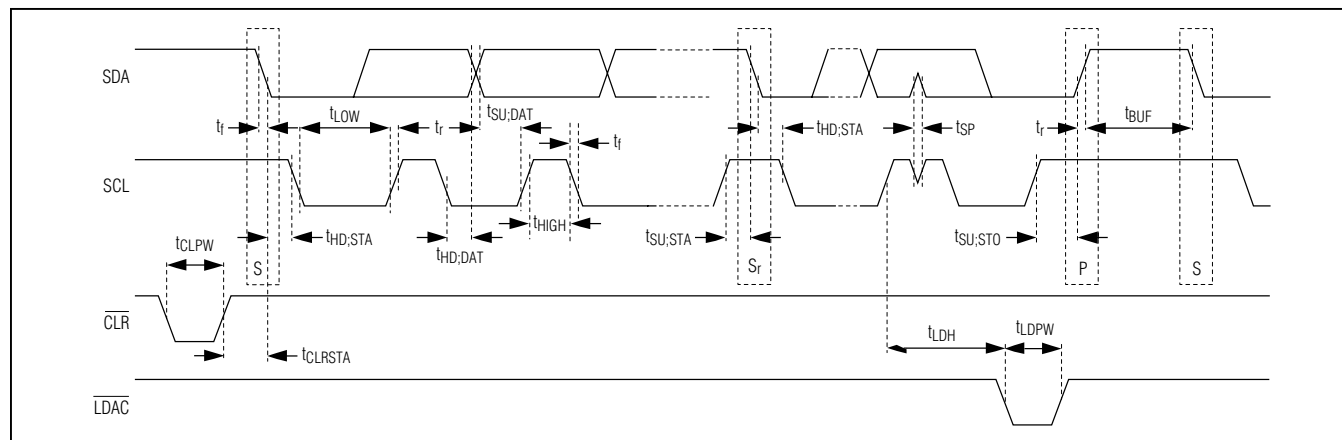 SDA
tf
tLOW
tr
tSU;DAT
tf
tHD;STA
tSP
tr
tBUF
SCL
tCLPW
tHD;STA
tHD;DAT
tHIGH
tSU;STA
tSU;STO
S
Sr
P
S
CLR
tCLRSTA
tLDH
tLDPW
LDAC